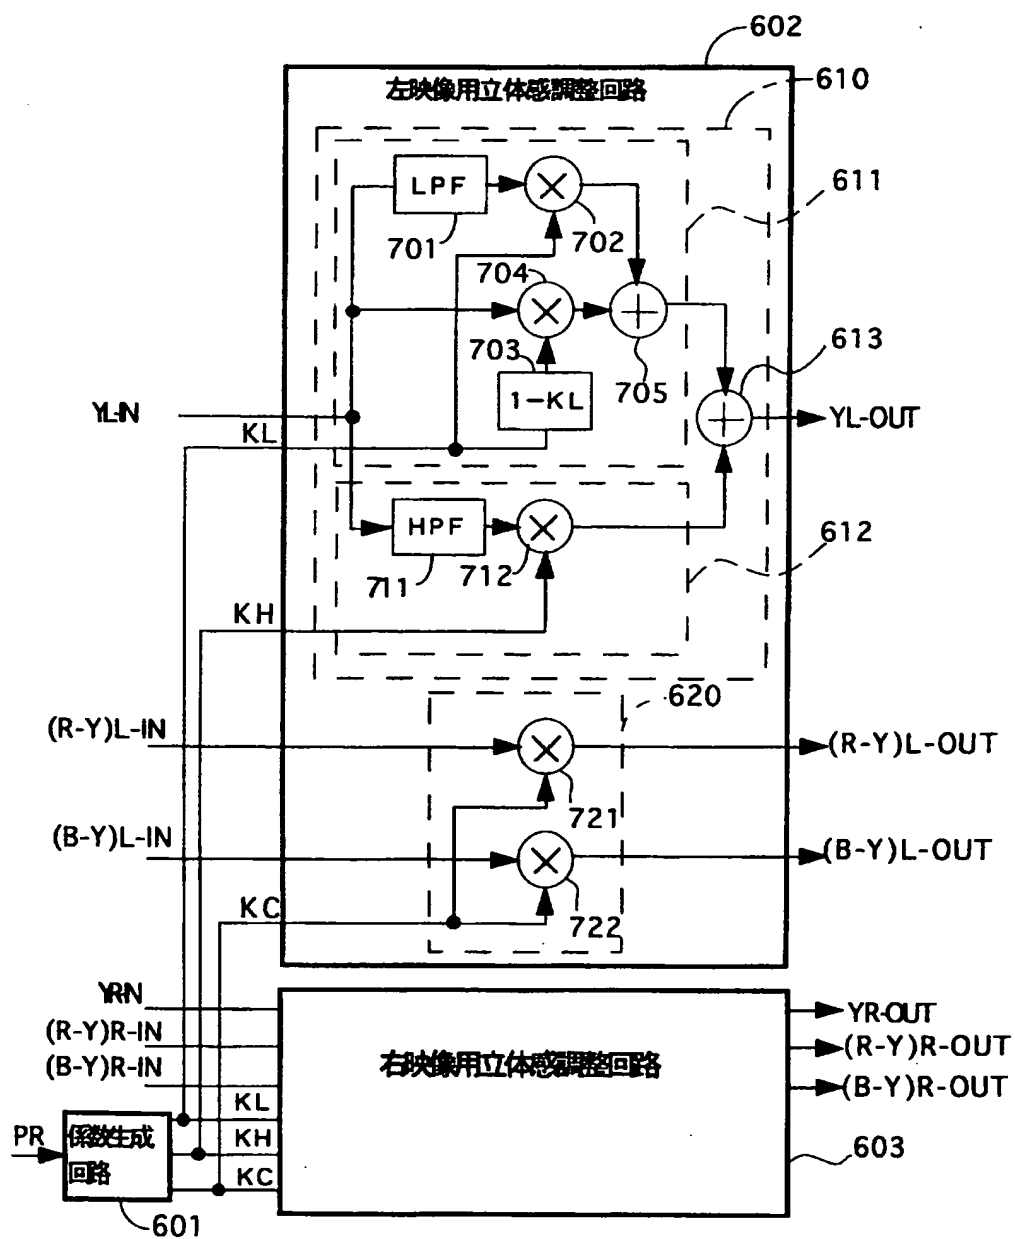 602
左映像用立体感調整回路
610
LPF
611
701
702
704
703
613
705
1-KL
YL-IN
YL-OUT
KL
HPF
612
711
712
KH
620
(R-Y)L-IN
(R-Y)L-OUT
721
(B-Y)L-IN
(B-Y)L-OUT
KC
722
YR-IN
YR-OUT
(R-Y)R-IN
(R-Y)R-OUT
右映像用立体感調整回路
(B-Y)R-IN
(B-Y)R-OUT
KL
PR
係数生成
回路
KH
603
KC
601